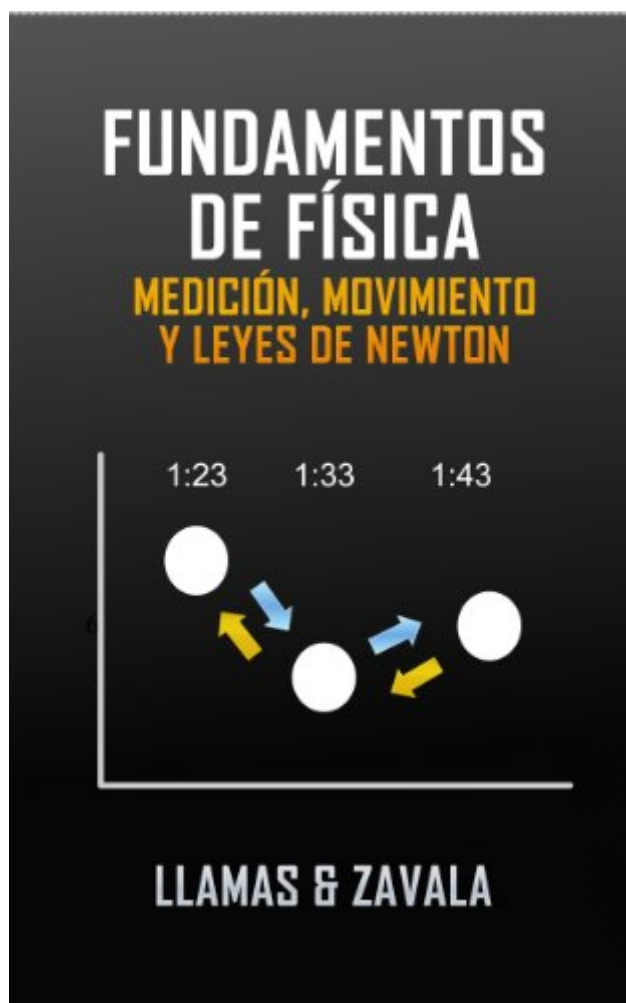 FUNDAMENTOS
DE FÍSICA
MEDICIÓN, MOVIMIENTO
Y LEYES DE NEWTON
1:23 1:33 1:43
LLAMAS & ZAVALA